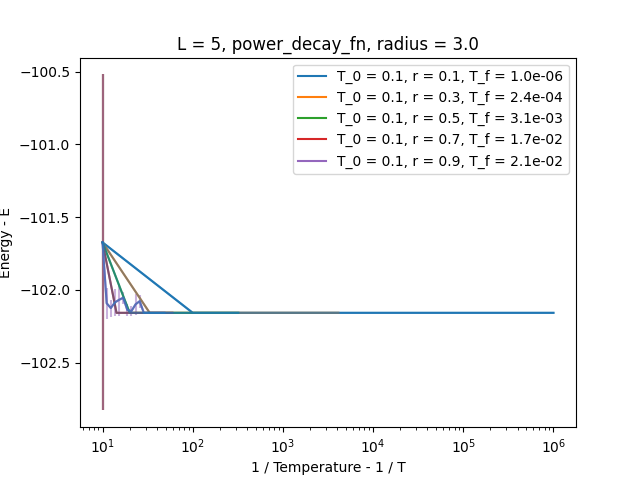 L = 5, power_decay_fn, radius = 3.0
−100.5
−101.0
−101.5
−102.0
−102.5
Energy - E
T_0 = 0.1, r = 0.1, T_f = 1.0e-06
T_0 = 0.1, r = 0.3, T_f = 2.4e-04
T_0 = 0.1, r = 0.5, T_f = 3.1e-03
T_0 = 0.1, r = 0.7, T_f = 1.7e-02
T_0 = 0.1, r = 0.9, T_f = 2.1e-02
10¹ 10² 10³ 10⁴ 10⁵ 10⁶
1 / Temperature - 1 / T